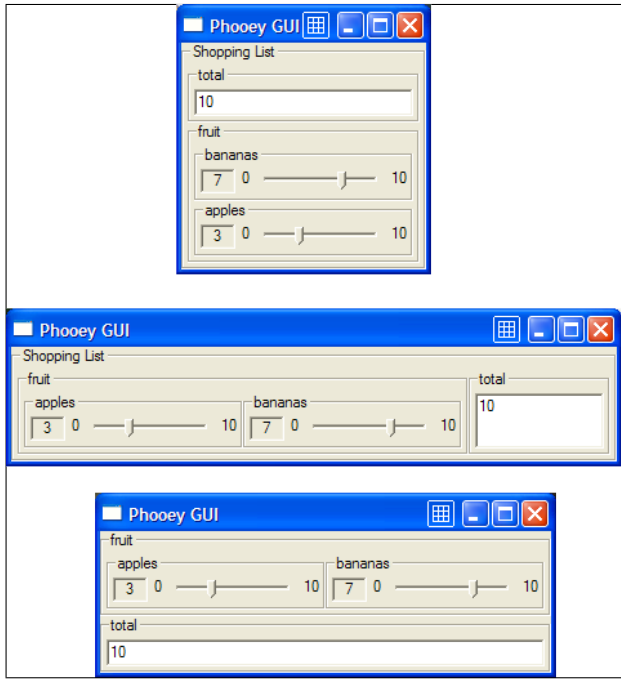 Phooey GUI
Shopping List
total
10
fruit
bananas
7 0 10
apples
3 0 10
Phooey GUI
Shopping List
fruit total
apples bananas 10
3 0 10 7 0 10
Phooey GUI
fruit
apples bananas
3 0 10 7 0 10
total
10